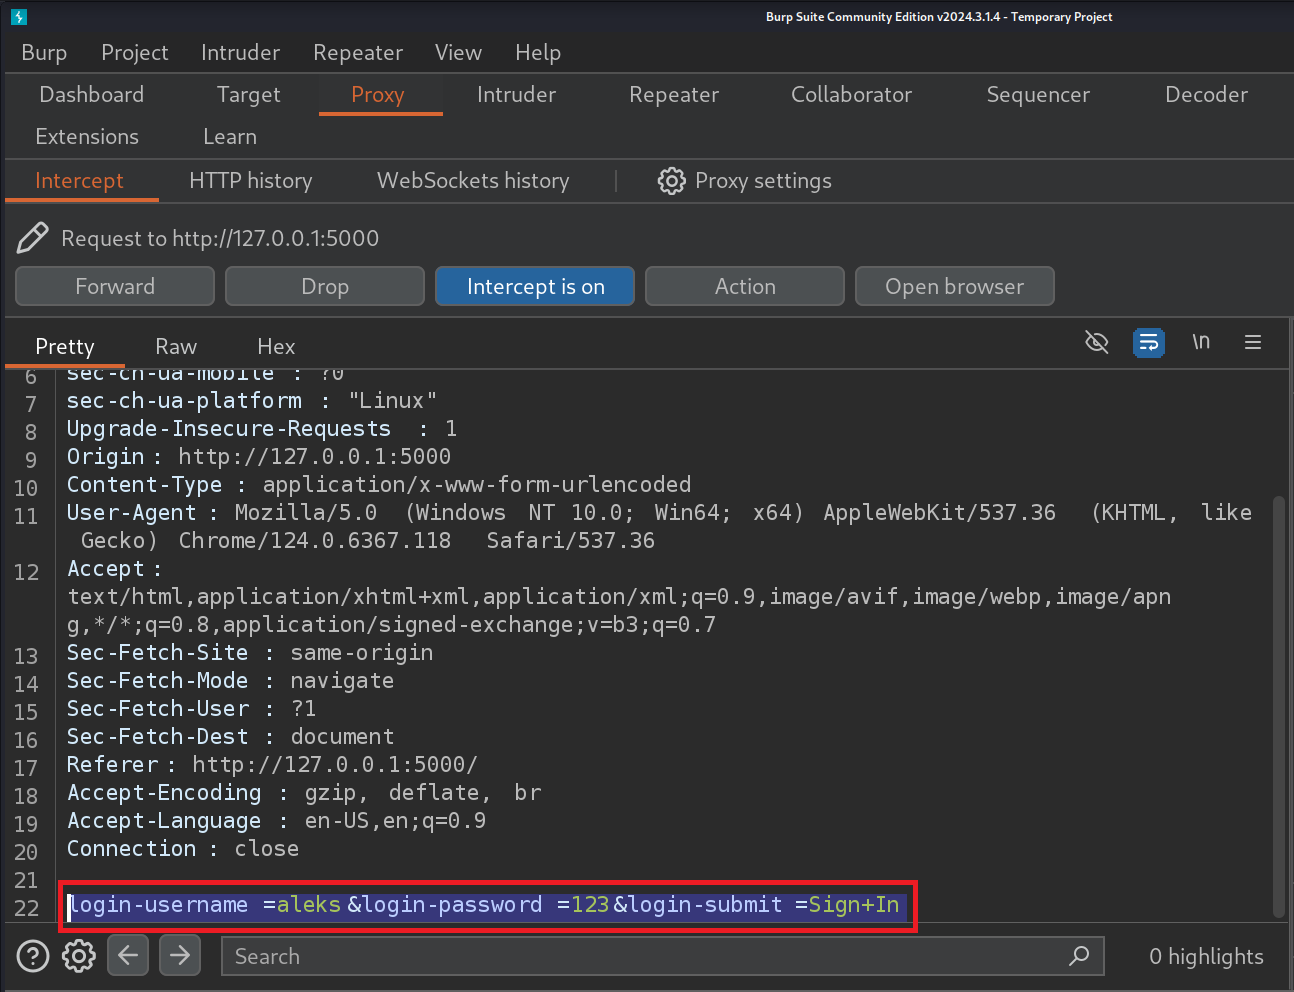 Burp Suite Community Edition v2024.3.1.4 - Temporary Project
Burp Project Intruder Repeater View Help
Dashboard Target Proxy Intruder Repeater Collaborator Sequencer Decoder
Extensions Learn
Intercept HTTP history WebSockets history Proxy settings
Request to http://127.0.0.1:5000
Forward Drop Intercept is on Action Open browser
Pretty Raw Hex \n
6 sec-ch-ua-mobile : ?0
7 sec-ch-ua-platform : "Linux"
8 Upgrade-Insecure-Requests : 1
9 Origin : http://127.0.0.1:5000
10 Content-Type : application/x-www-form-urlencoded
11 User-Agent : Mozilla/5.0 (Windows NT 10.0; Win64; x64) AppleWebKit/537.36 (KHTML, like
Gecko) Chrome/124.0.6367.118 Safari/537.36
12 Accept :
text/html,application/xhtml+xml,application/xml;q=0.9,image/avif,image/webp,image/apn
g,*/*;q=0.8,application/signed-exchange;v=b3;q=0.7
13 Sec-Fetch-Site : same-origin
14 Sec-Fetch-Mode : navigate
15 Sec-Fetch-User : ?1
16 Sec-Fetch-Dest : document
17 Referer : http://127.0.0.1:5000/
18 Accept-Encoding : gzip, deflate, br
19 Accept-Language : en-US,en;q=0.9
20 Connection : close
21
22 login-username =aleks &login-password =123 &login-submit =Sign+In
Search 0 highlights